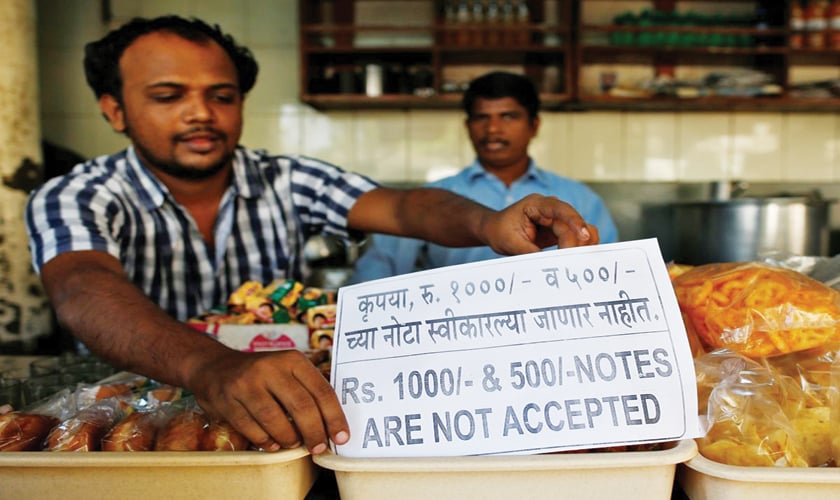 कृपया, रु. १०००/- व ५००/-
च्या नोटा स्वीकारल्या जाणार नाहीत.
Rs. 1000/- & 500/-NOTES
ARE NOT ACCEPTED